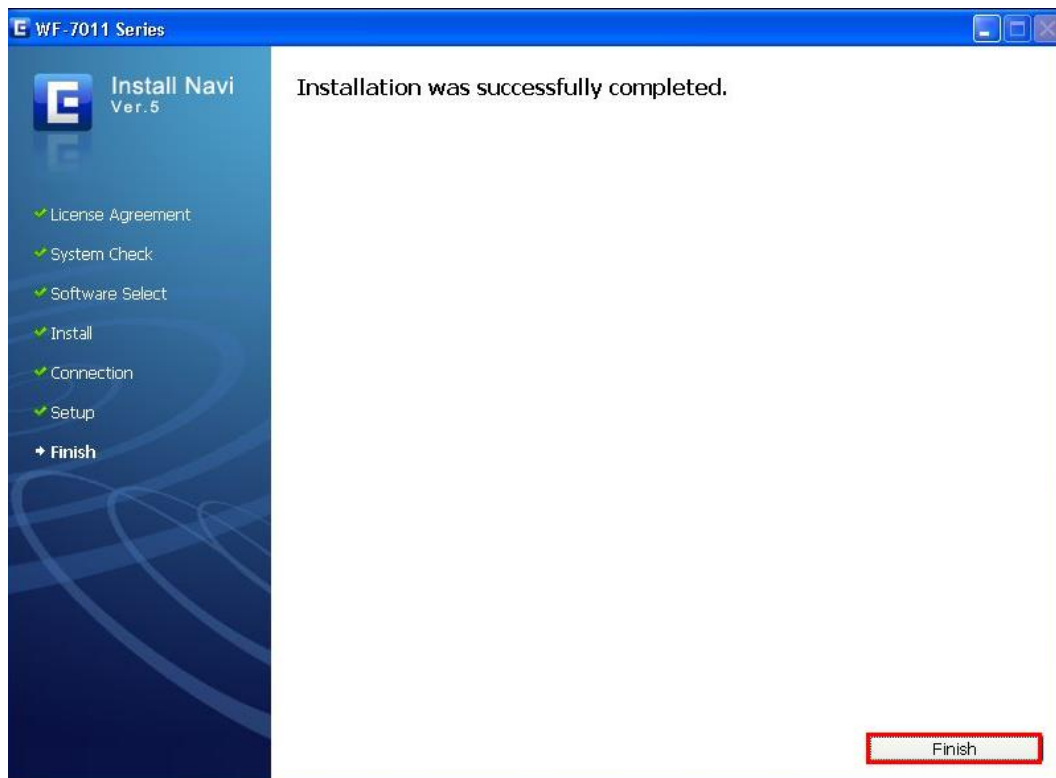 WF-7011 Series
Install Navi
Ver.5
Installation was successfully completed.
License Agreement
System Check
Software Select
Install
Connection
Setup
Finish
Finish